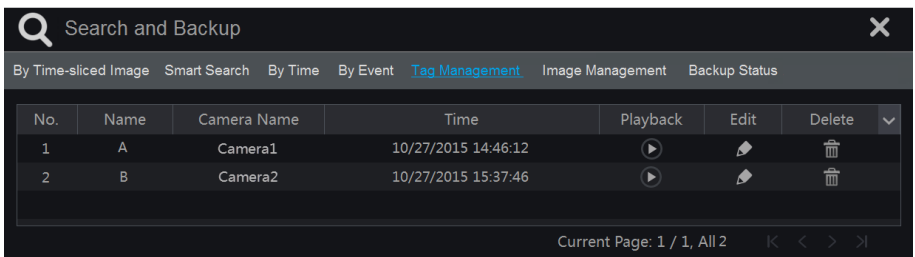 Search and Backup
By Time-sliced Image Smart Search By Time By Event Tag Management Image Management Backup Status
No. Name Camera Name Time Playback Edit Delete
1 A Camera1 10/27/2015 14:46:12
2 B Camera2 10/27/2015 15:37:46
Current Page: 1 / 1, All 2